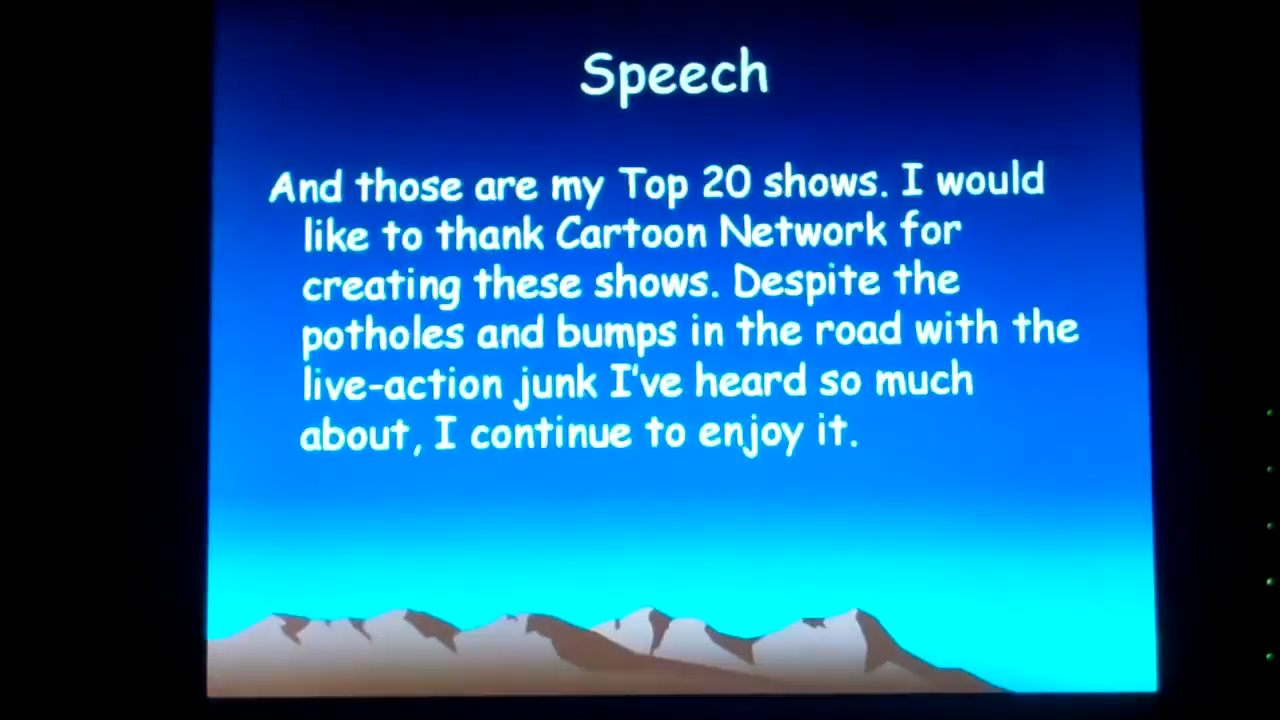 Speech
And those are my Top 20 shows. I would
like to thank Cartoon Network for
creating these shows. Despite the
potholes and bumps in the road with the
live-action junk I've heard so much
about, I continue to enjoy it.